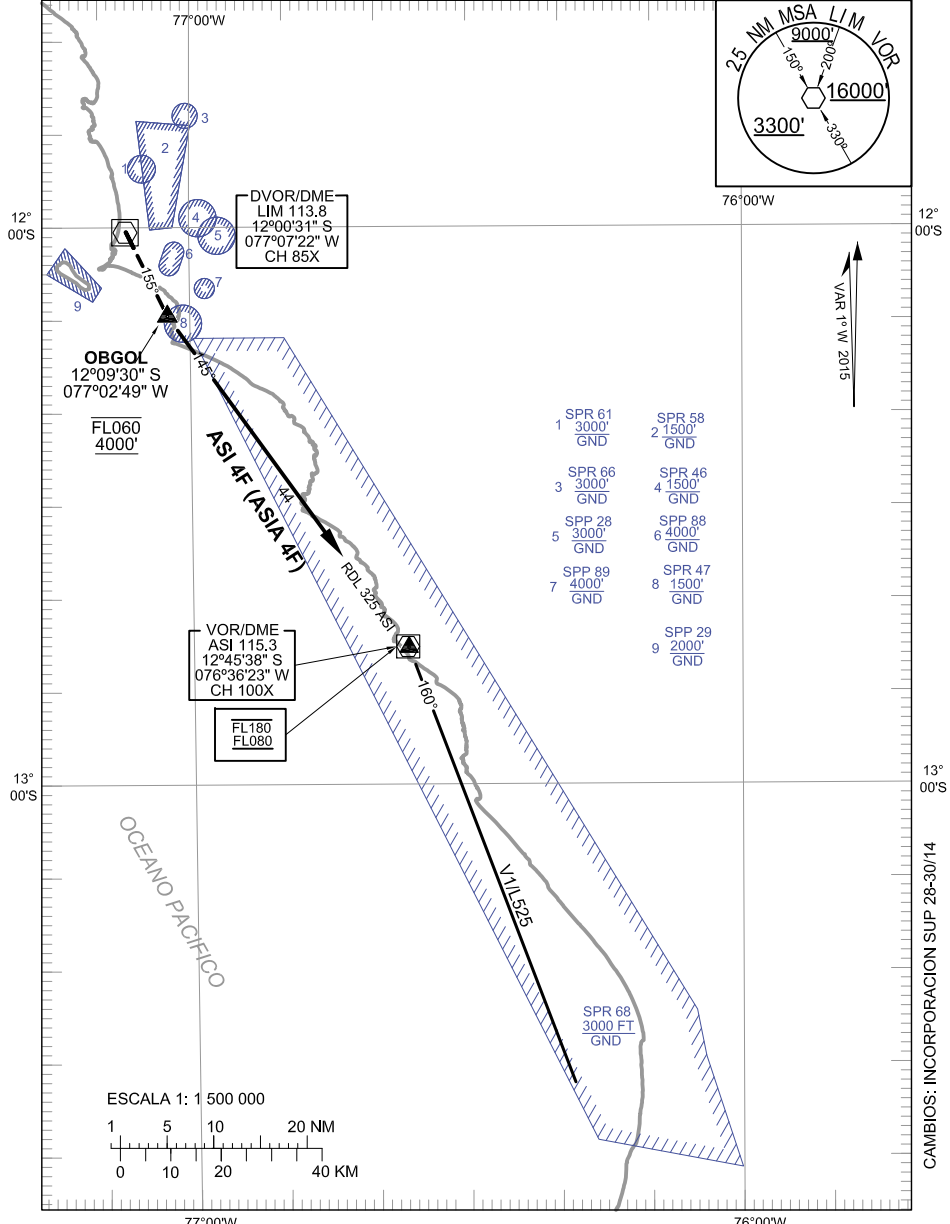 77°00'W
25 NM MSA LIM VOR
9000'
150°
200°
16000'
3300'
330°
76°00'W
12°
00'S
12°
00'S
3
2
1
4
5
6
7
9
8
DVOR/DME
LIM 113.8
12°00'31" S
077°07'22" W
CH 85X
155°
OBGOL
12°09'30" S
077°02'49" W
FL060
4000'
145°
VAR 1° W 2015
ASI 4F (ASIA 4F)
44
RDL 325 ASI
1 SPR 61 3000' GND
2 SPR 58 1500' GND
3 SPR 66 3000' GND
4 SPR 46 1500' GND
5 SPP 28 3000' GND
6 SPP 88 4000' GND
7 SPP 89 4000' GND
8 SPR 47 1500' GND
9 SPP 29 2000' GND
VOR/DME
ASI 115.3
12°45'38" S
076°36'23" W
CH 100X
FL180
FL080
160°
13°
00'S
13°
00'S
OCEANO PACIFICO
V1/L525
SPR 68
3000 FT
GND
CAMBIOS: INCORPORACION SUP 28-30/14
ESCALA 1: 1 500 000
1 5 10 20 NM
0 10 20 40 KM
77°00'W
76°00'W